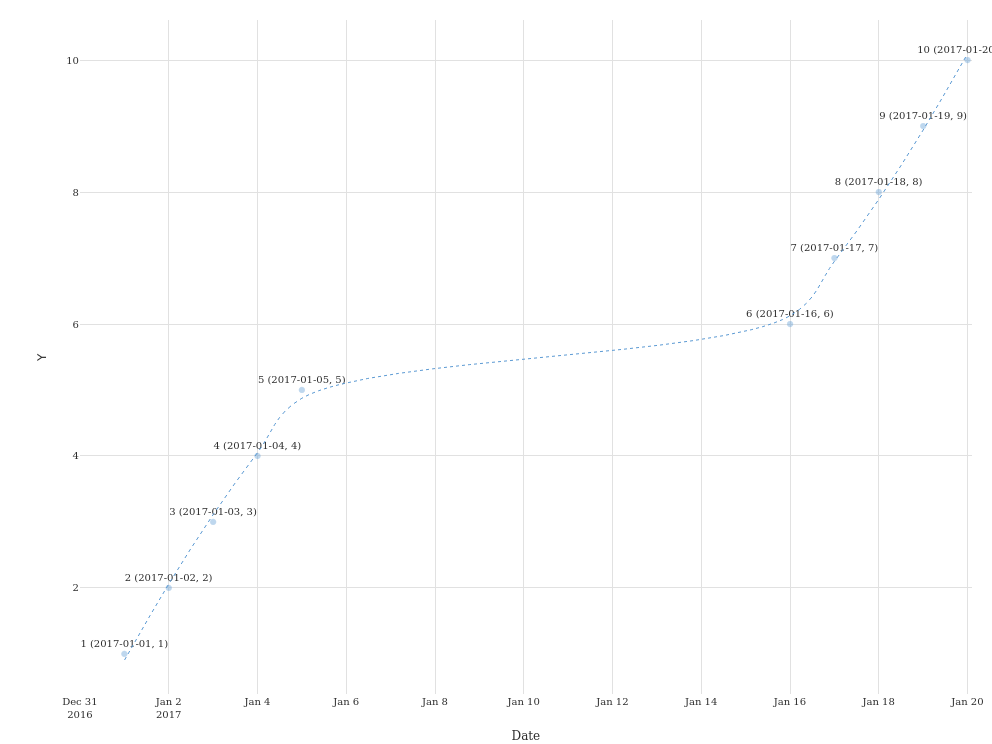 10 (2017-01-20
10
9 (2017-01-19, 9)
8 (2017-01-18, 8)
8
7 (2017-01-17, 7)
6 (2017-01-16, 6)
6
Y
5 (2017-01-05, 5)
4 (2017-01-04, 4)
4
3 (2017-01-03, 3)
2 (2017-01-02, 2)
2
1 (2017-01-01, 1)
Dec 31 Jan 2 Jan 4 Jan 6 Jan 8 Jan 10 Jan 12 Jan 14 Jan 16 Jan 18 Jan 20
2016 2017
Date